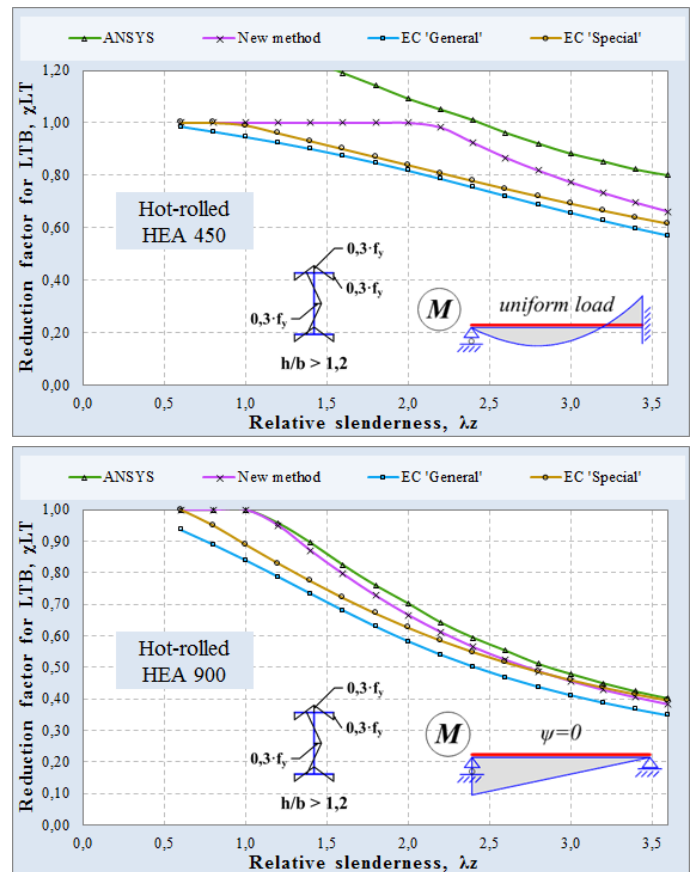 ANSYS New method EC 'General' EC 'Special'
Reduction factor for LTB, χLT
1,20
1,00
0,80
0,60
0,40
0,20
0,00
Hot-rolled
HEA 450
0,3·fy
0,3·fy
0,3·fy
h/b > 1,2
M
uniform load
0,0 0,5 1,0 1,5 2,0 2,5 3,0 3,5
Relative slenderness, λz
ANSYS New method EC 'General' EC 'Special'
Reduction factor for LTB, χLT
1,00
0,90
0,80
0,70
0,60
0,50
0,40
0,30
0,20
0,10
0,00
Hot-rolled
HEA 900
0,3·fy
0,3·fy
0,3·fy
h/b > 1,2
M
ψ=0
0,0 0,5 1,0 1,5 2,0 2,5 3,0 3,5
Relative slenderness, λz